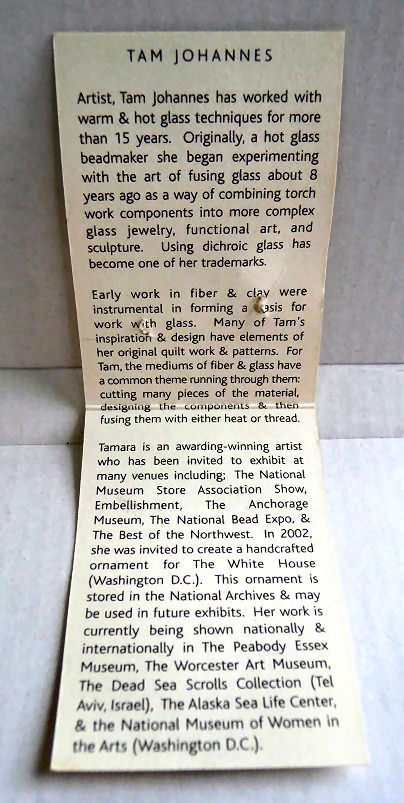 TAM JOHANNES
Artist, Tam Johannes has worked with
warm & hot glass techniques for more
than 15 years. Originally, a hot glass
beadmaker she began experimenting
with the art of fusing glass about 8
years ago as a way of combining torch
work components into more complex
glass jewelry, functional art, and
sculpture. Using dichroic glass has
become one of her trademarks.
Early work in fiber & clay were
instrumental in forming a basis for
work with glass. Many of Tam's
inspiration & design have elements of
her original quilt work & patterns. For
Tam, the mediums of fiber & glass have
a common theme running through them:
cutting many pieces of the material,
designing the components & then
fusing them with either heat or thread.
Tamara is an awarding-winning artist
who has been invited to exhibit at
many venues including; The National
Museum Store Association Show,
Embellishment, The Anchorage
Museum, The National Bead Expo, &
The Best of the Northwest. In 2002,
she was invited to create a handcrafted
ornament for The White House
(Washington D.C.). This ornament is
stored in the National Archives & may
be used in future exhibits. Her work is
currently being shown nationally &
internationally in The Peabody Essex
Museum, The Worcester Art Museum,
The Dead Sea Scrolls Collection (Tel
Aviv, Israel), The Alaska Sea Life Center,
& the National Museum of Women in
the Arts (Washington D.C.).